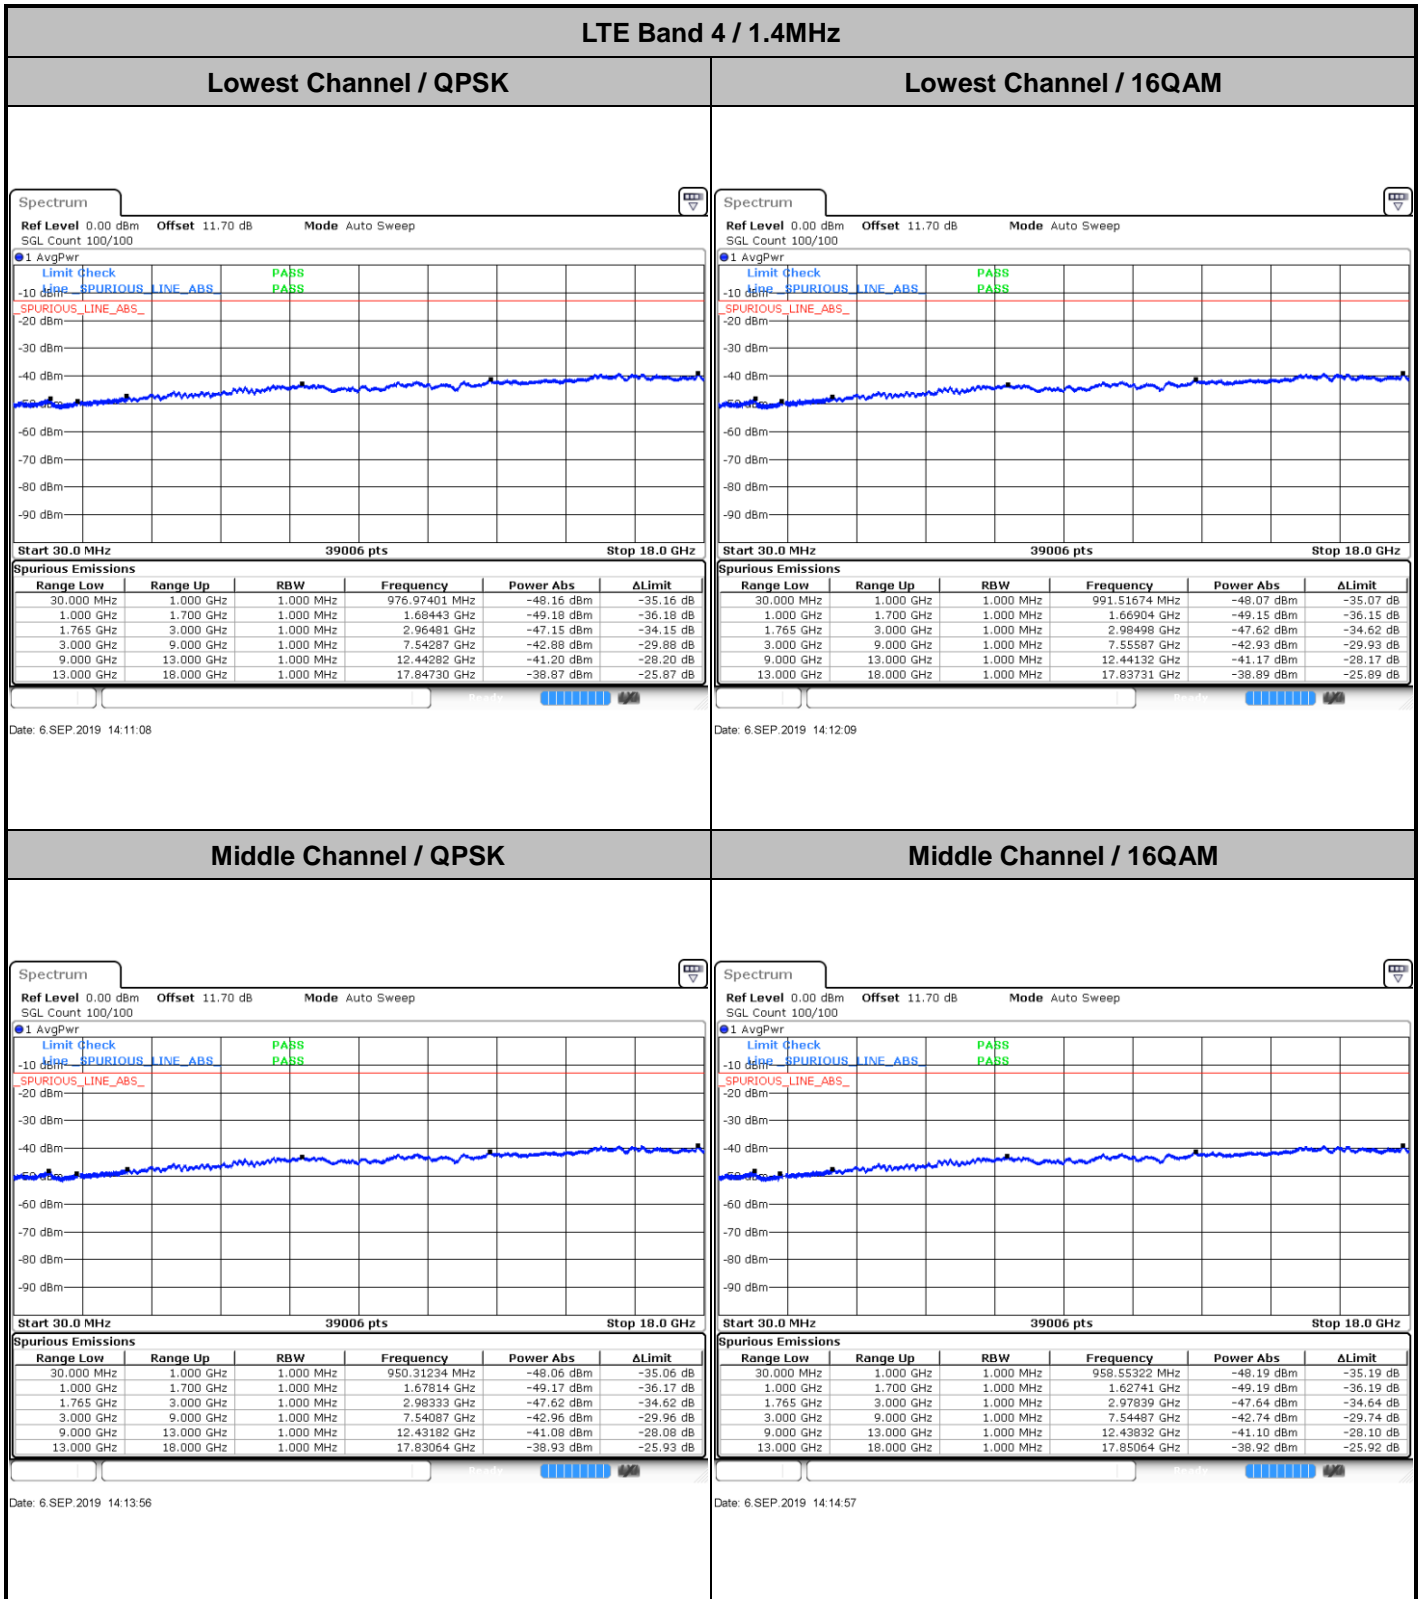 LTE Band 4 / 1.4MHz
Lowest Channel / QPSK
Lowest Channel / 16QAM
Spectrum
Ref Level 0.00 dBm Offset 11.70 dB Mode Auto Sweep
SGL Count 100/100
1 AvgPwr
Limit Check PASS
Line _SPURIOUS_LINE_ABS_ PASS
-10 dBm
_SPURIOUS_LINE_ABS_
-20 dBm
-30 dBm
-40 dBm
-50 dBm
-60 dBm
-70 dBm
-80 dBm
-90 dBm
Start 30.0 MHz 39006 pts Stop 18.0 GHz
Spurious Emissions
Range Low Range Up RBW Frequency Power Abs ΔLimit
30.000 MHz 1.000 GHz 1.000 MHz 976.97401 MHz -48.16 dBm -35.16 dB
1.000 GHz 1.700 GHz 1.000 MHz 1.68443 GHz -49.18 dBm -36.18 dB
1.765 GHz 3.000 GHz 1.000 MHz 2.96481 GHz -47.15 dBm -34.15 dB
3.000 GHz 9.000 GHz 1.000 MHz 7.54287 GHz -42.88 dBm -29.88 dB
9.000 GHz 13.000 GHz 1.000 MHz 12.44282 GHz -41.20 dBm -28.20 dB
13.000 GHz 18.000 GHz 1.000 MHz 17.84730 GHz -38.87 dBm -25.87 dB
Ready
Date: 6.SEP.2019 14:11:08
Spectrum
Ref Level 0.00 dBm Offset 11.70 dB Mode Auto Sweep
SGL Count 100/100
1 AvgPwr
Limit Check PASS
Line _SPURIOUS_LINE_ABS_ PASS
-10 dBm
_SPURIOUS_LINE_ABS_
-20 dBm
-30 dBm
-40 dBm
-50 dBm
-60 dBm
-70 dBm
-80 dBm
-90 dBm
Start 30.0 MHz 39006 pts Stop 18.0 GHz
Spurious Emissions
Range Low Range Up RBW Frequency Power Abs ΔLimit
30.000 MHz 1.000 GHz 1.000 MHz 991.51674 MHz -48.07 dBm -35.07 dB
1.000 GHz 1.700 GHz 1.000 MHz 1.66904 GHz -49.15 dBm -36.15 dB
1.765 GHz 3.000 GHz 1.000 MHz 2.98498 GHz -47.62 dBm -34.62 dB
3.000 GHz 9.000 GHz 1.000 MHz 7.55587 GHz -42.93 dBm -29.93 dB
9.000 GHz 13.000 GHz 1.000 MHz 12.44132 GHz -41.17 dBm -28.17 dB
13.000 GHz 18.000 GHz 1.000 MHz 17.83731 GHz -38.89 dBm -25.89 dB
Ready
Date: 6.SEP.2019 14:12:09
Middle Channel / QPSK
Middle Channel / 16QAM
Spectrum
Ref Level 0.00 dBm Offset 11.70 dB Mode Auto Sweep
SGL Count 100/100
1 AvgPwr
Limit Check PASS
Line _SPURIOUS_LINE_ABS_ PASS
-10 dBm
_SPURIOUS_LINE_ABS_
-20 dBm
-30 dBm
-40 dBm
-50 dBm
-60 dBm
-70 dBm
-80 dBm
-90 dBm
Start 30.0 MHz 39006 pts Stop 18.0 GHz
Spurious Emissions
Range Low Range Up RBW Frequency Power Abs ΔLimit
30.000 MHz 1.000 GHz 1.000 MHz 950.31234 MHz -48.06 dBm -35.06 dB
1.000 GHz 1.700 GHz 1.000 MHz 1.67814 GHz -49.17 dBm -36.17 dB
1.765 GHz 3.000 GHz 1.000 MHz 2.98333 GHz -47.62 dBm -34.62 dB
3.000 GHz 9.000 GHz 1.000 MHz 7.54087 GHz -42.96 dBm -29.96 dB
9.000 GHz 13.000 GHz 1.000 MHz 12.43182 GHz -41.08 dBm -28.08 dB
13.000 GHz 18.000 GHz 1.000 MHz 17.83064 GHz -38.93 dBm -25.93 dB
Ready
Date: 6.SEP.2019 14:13:56
Spectrum
Ref Level 0.00 dBm Offset 11.70 dB Mode Auto Sweep
SGL Count 100/100
1 AvgPwr
Limit Check PASS
Line _SPURIOUS_LINE_ABS_ PASS
-10 dBm
_SPURIOUS_LINE_ABS_
-20 dBm
-30 dBm
-40 dBm
-50 dBm
-60 dBm
-70 dBm
-80 dBm
-90 dBm
Start 30.0 MHz 39006 pts Stop 18.0 GHz
Spurious Emissions
Range Low Range Up RBW Frequency Power Abs ΔLimit
30.000 MHz 1.000 GHz 1.000 MHz 958.55322 MHz -48.19 dBm -35.19 dB
1.000 GHz 1.700 GHz 1.000 MHz 1.62741 GHz -49.19 dBm -36.19 dB
1.765 GHz 3.000 GHz 1.000 MHz 2.97839 GHz -47.64 dBm -34.64 dB
3.000 GHz 9.000 GHz 1.000 MHz 7.54487 GHz -42.74 dBm -29.74 dB
9.000 GHz 13.000 GHz 1.000 MHz 12.43832 GHz -41.10 dBm -28.10 dB
13.000 GHz 18.000 GHz 1.000 MHz 17.85064 GHz -38.92 dBm -25.92 dB
Ready
Date: 6.SEP.2019 14:14:57